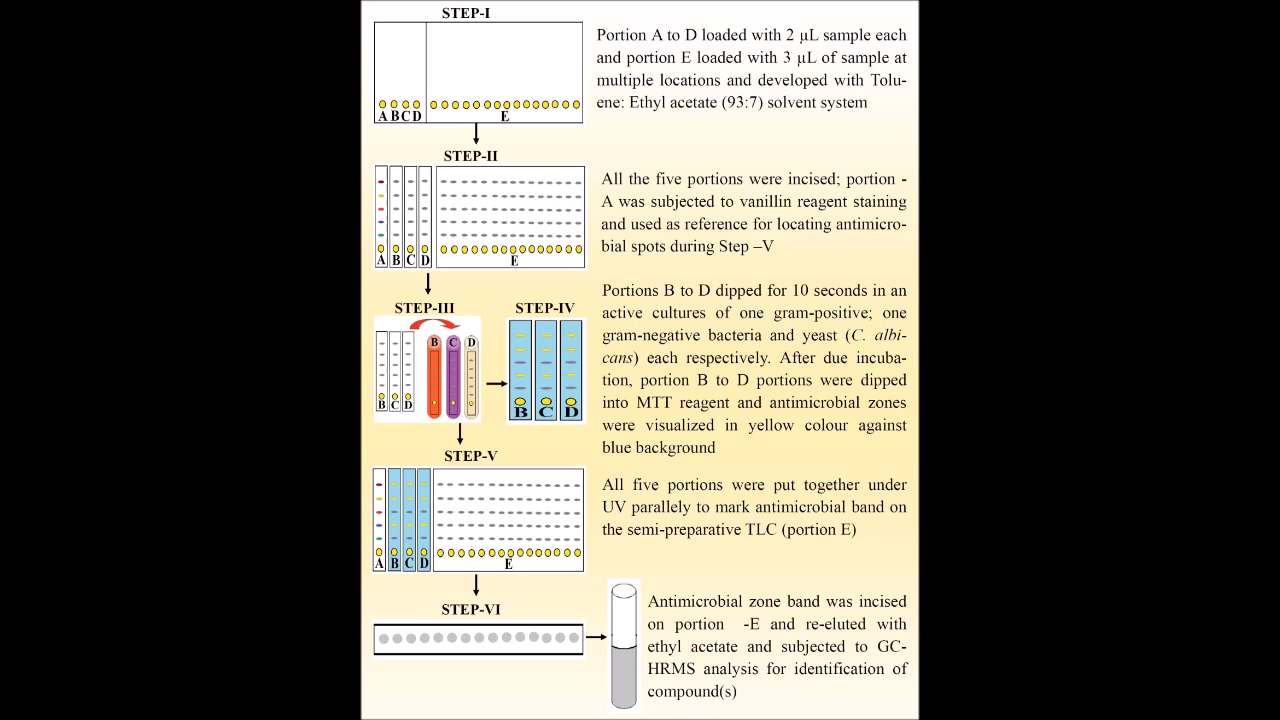 STEP-I
Portion A to D loaded with 2 µL sample each
and portion E loaded with 3 µL of sample at
multiple locations and developed with Tolu-
ene: Ethyl acetate (93:7) solvent system
A B C D E
STEP-II
All the five portions were incised; portion -
A was subjected to vanillin reagent staining
and used as reference for locating antimicro-
bial spots during Step –V
A B C D E
STEP-III
STEP-IV
Portions B to D dipped for 10 seconds in an
active cultures of one gram-positive; one
gram-negative bacteria and yeast (C. albi-
cans) each respectively. After due incuba-
tion, portion B to D portions were dipped
into MTT reagent and antimicrobial zones
were visualized in yellow colour against
blue background
B C D
B C D
B C D
STEP-V
All five portions were put together under
UV parallely to mark antimicrobial band on
the semi-preparative TLC (portion E)
A B C D E
STEP-VI
Antimicrobial zone band was incised
on portion -E and re-eluted with
ethyl acetate and subjected to GC-
HRMS analysis for identification of
compound(s)